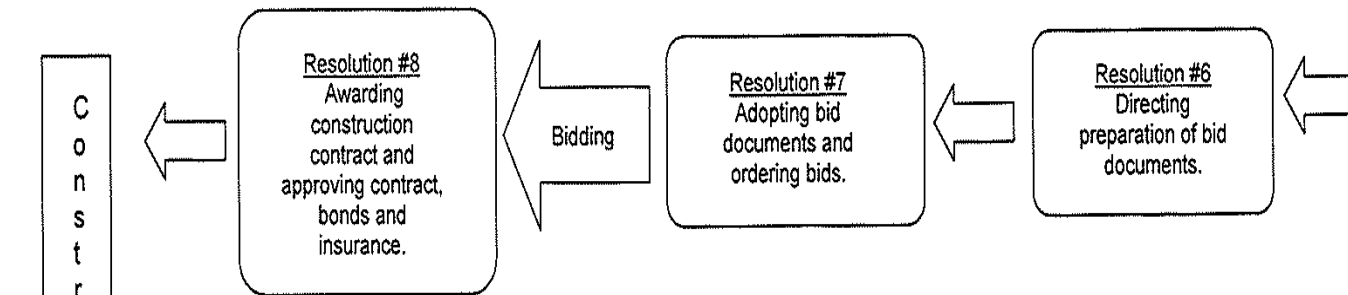 C
o
n
s
t
r
Resolution #8
Awarding
construction
contract and
approving contract,
bonds and
insurance.
Bidding
Resolution #7
Adopting bid
documents and
ordering bids.
Resolution #6
Directing
preparation of bid
documents.